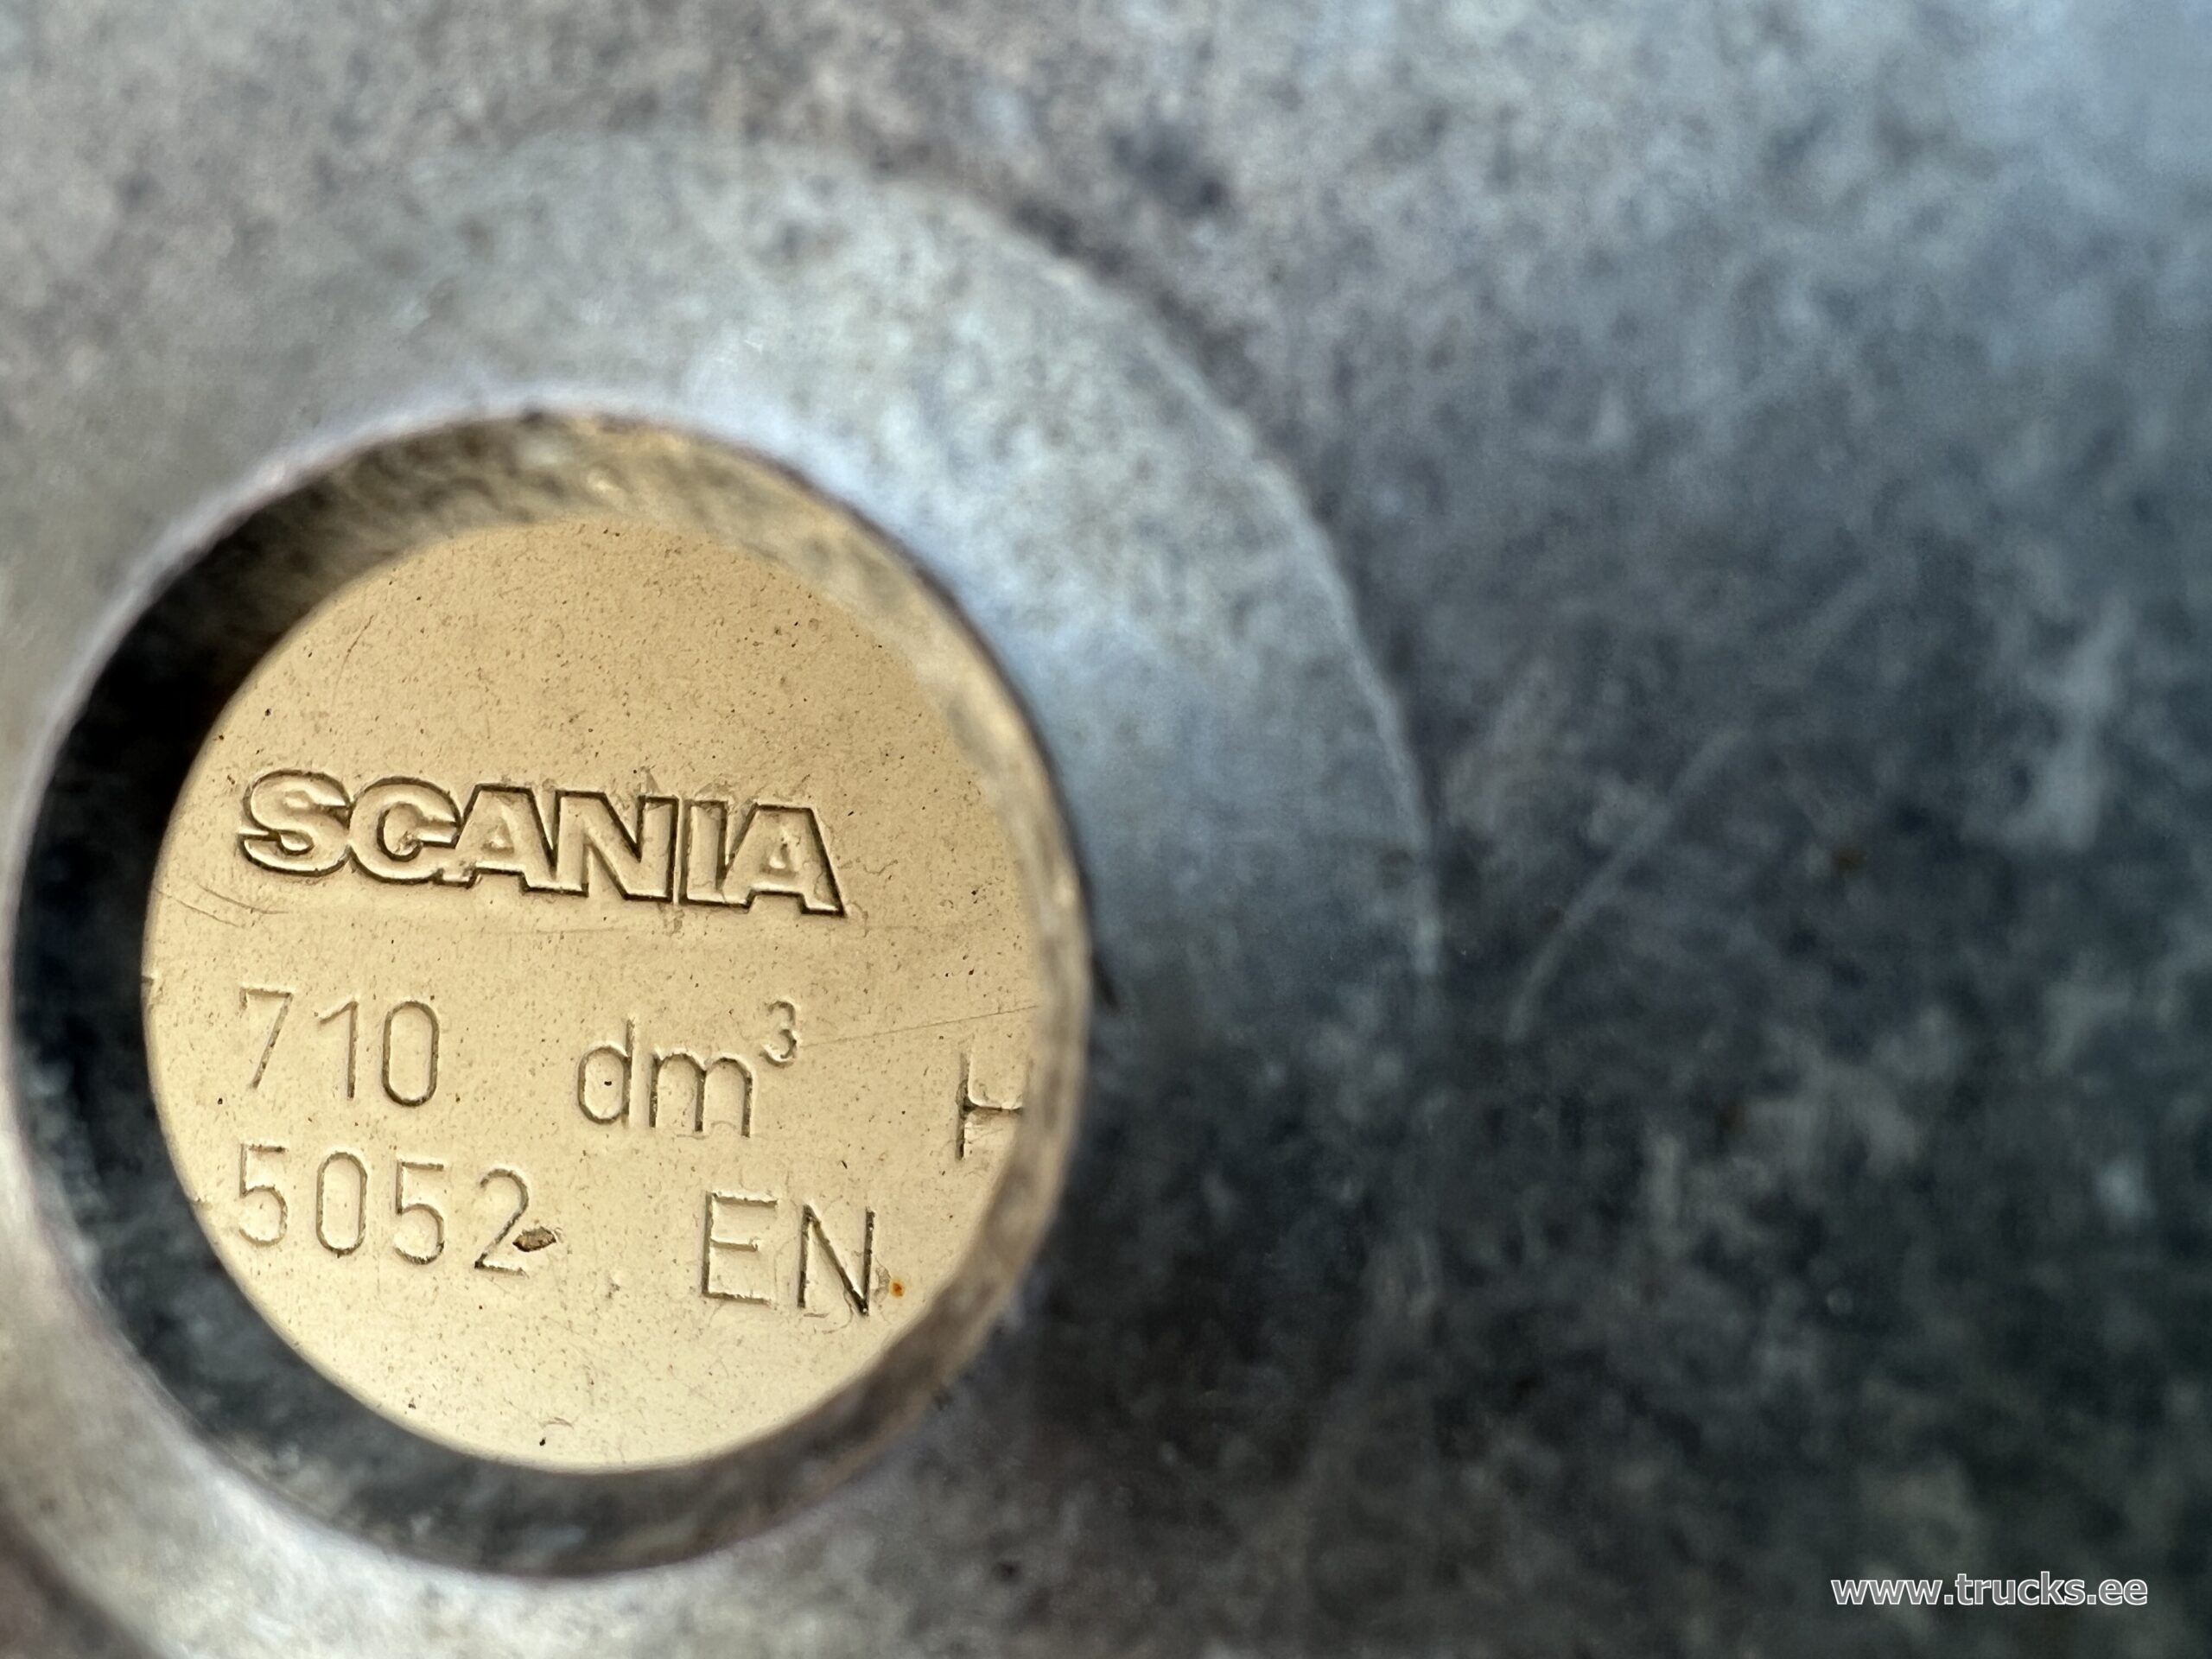 SCANIA
710 dm³ H
5052 EN
www.trucks.ee